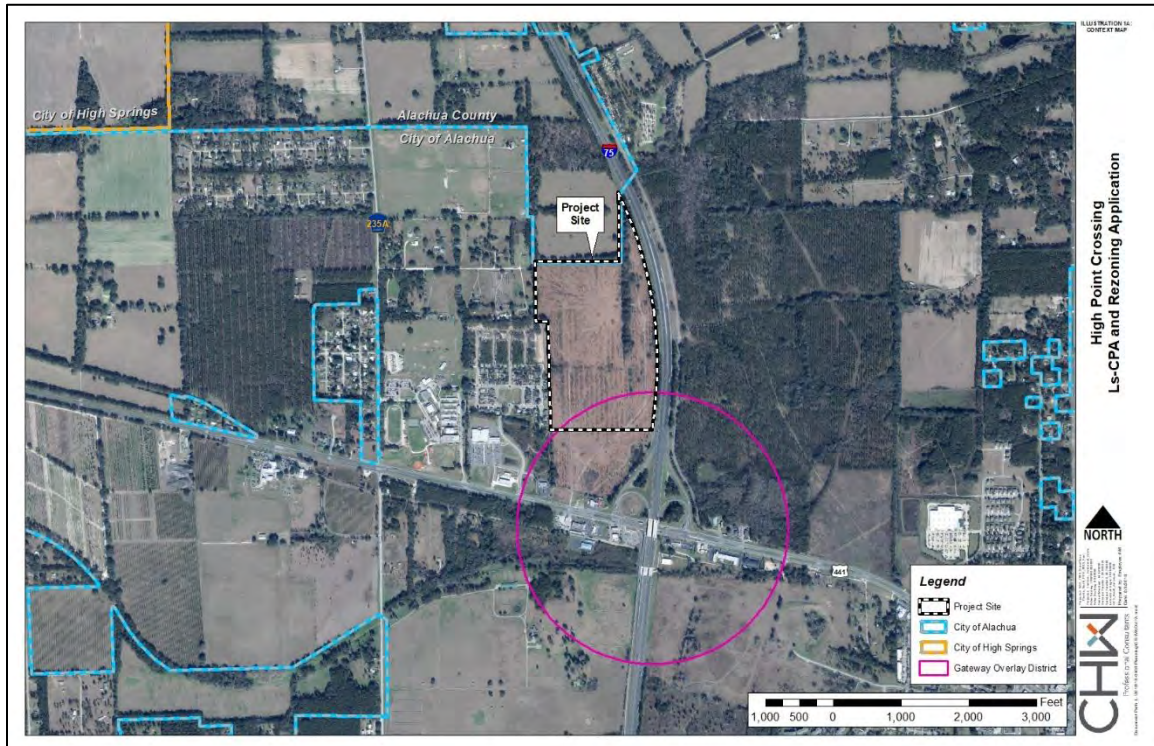 ILLUSTRATION 1A:
CONTEXT MAP
City of High Springs
Alachua County
City of Alachua
75
235A
Project
Site
441
High Point Crossing
Ls-CPA and Rezoning Application
NORTH
Legend
Project Site
City of Alachua
City of High Springs
Gateway Overlay District
Feet
1,000 500 0 1,000 2,000 3,000
CHW
Professional Consultants